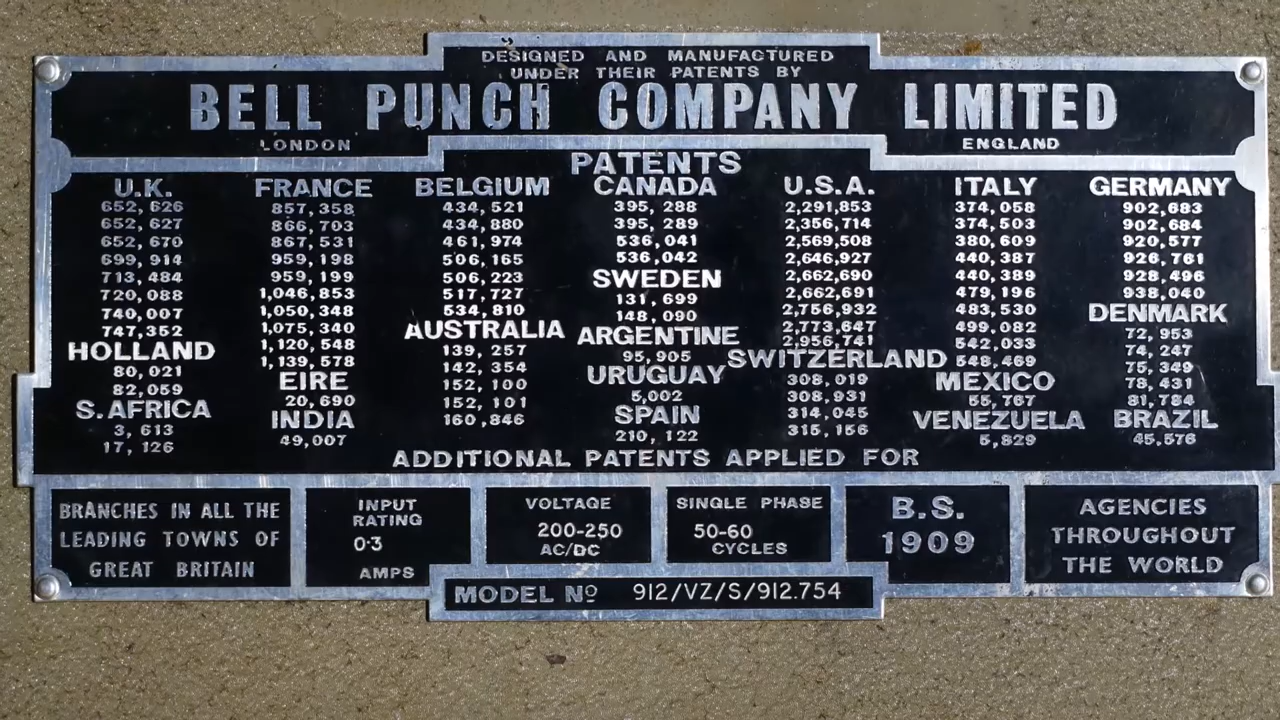 DESIGNED AND MANUFACTURED
UNDER THEIR PATENTS BY
BELL PUNCH COMPANY LIMITED
LONDON ENGLAND
PATENTS
U.K.
652,626
652,627
652,670
699,914
713,484
720,088
740,007
747,352
HOLLAND
80,021
82,059
S. AFRICA
3,613
17,126
FRANCE
857,358
866,703
867,531
959,198
959,199
1,046,853
1,050,348
1,075,340
1,120,548
1,139,578
EIRE
20,690
INDIA
49,007
BELGIUM
434,521
434,880
461,974
506,165
506,223
517,727
534,810
AUSTRALIA
139,257
142,354
152,100
152,101
160,846
CANADA
395,288
395,289
536,041
536,042
SWEDEN
131,699
148,090
ARGENTINE
95,905
URUGUAY
5,002
SPAIN
210,122
U.S.A.
2,291,853
2,356,714
2,569,508
2,646,927
2,662,690
2,662,691
2,756,932
2,773,647
2,956,741
SWITZERLAND
308,019
308,931
314,045
315,156
ITALY
374,058
374,503
380,609
440,387
440,389
479,196
483,530
499,082
542,033
548,469
MEXICO
55,767
VENEZUELA
5,829
GERMANY
902,683
902,684
920,577
926,761
928,496
938,040
DENMARK
72,953
74,247
75,349
78,431
81,784
BRAZIL
45,576
ADDITIONAL PATENTS APPLIED FOR
BRANCHES IN ALL THE
LEADING TOWNS OF
GREAT BRITAIN
INPUT
RATING
0·3
AMPS
VOLTAGE
200-250
AC/DC
SINGLE PHASE
50-60
CYCLES
B.S.
1909
AGENCIES
THROUGHOUT
THE WORLD
MODEL Nº 912/VZ/S/912.754